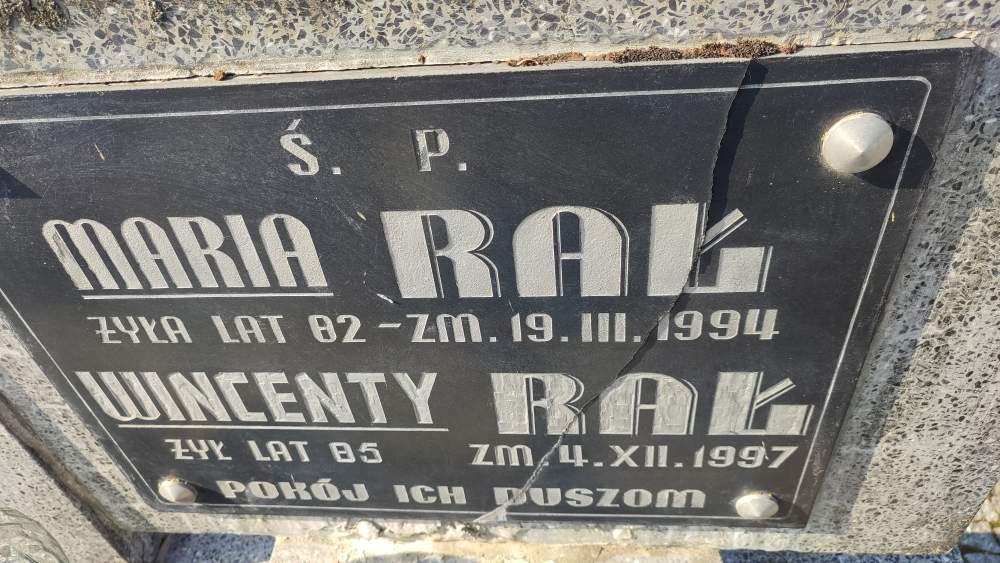 Ś. P.
MARIA RAŁ
ŻYŁA LAT 82 - ZM. 19. III. 1994
WINCENTY RAŁ
ŻYŁ LAT 85 ZM. 4. XII. 1997
POKÓJ ICH DUSZOM